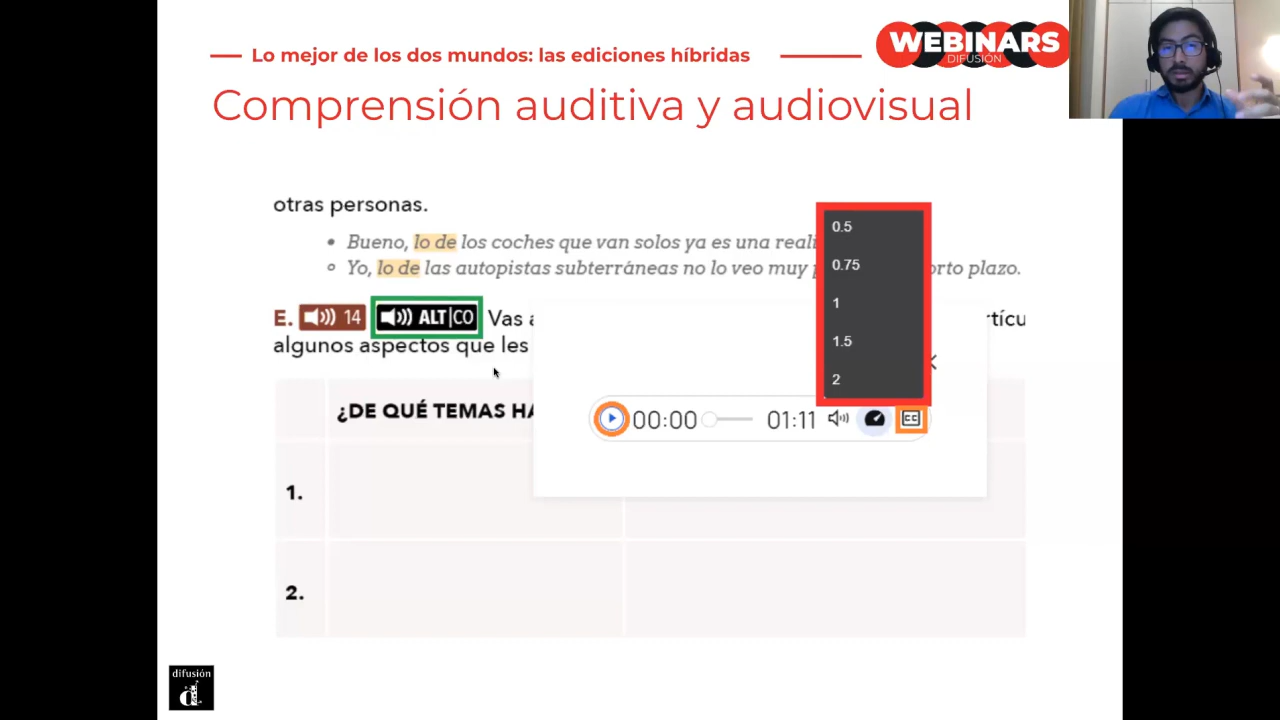 Lo mejor de los dos mundos: las ediciones híbridas
WEBINARS
DIFUSIÓN
Comprensión auditiva y audiovisual
otras personas.
• Bueno, lo de los coches que van solos ya es una reali
○ Yo, lo de las autopistas subterráneas no lo veo muy orto plazo.
E. 14 ALT|CO Vas a rtícu
algunos aspectos que les
¿DE QUÉ TEMAS HA
1.
2.
0.5
0.75
1
1.5
2
00:00 01:11 CC
difusión